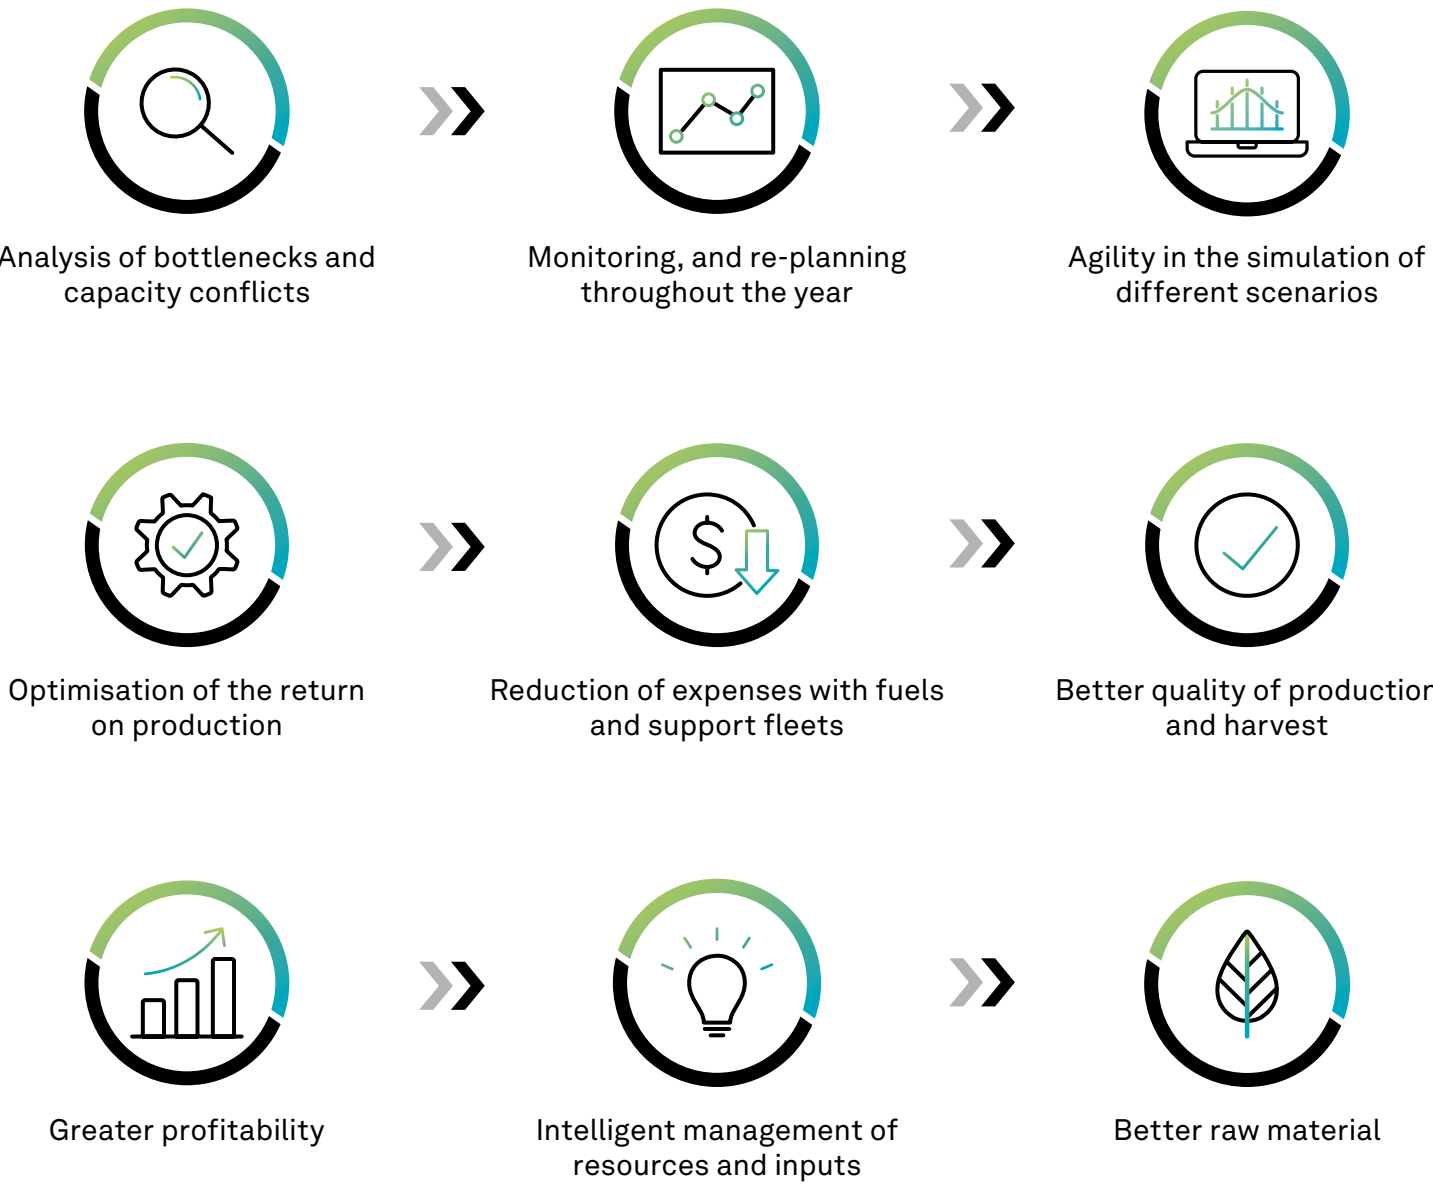 Analysis of bottlenecks and
capacity conflicts
Monitoring, and re-planning
throughout the year
Agility in the simulation of
different scenarios
Optimisation of the return
on production
Reduction of expenses with fuels
and support fleets
Better quality of production
and harvest
Greater profitability
Intelligent management of
resources and inputs
Better raw material